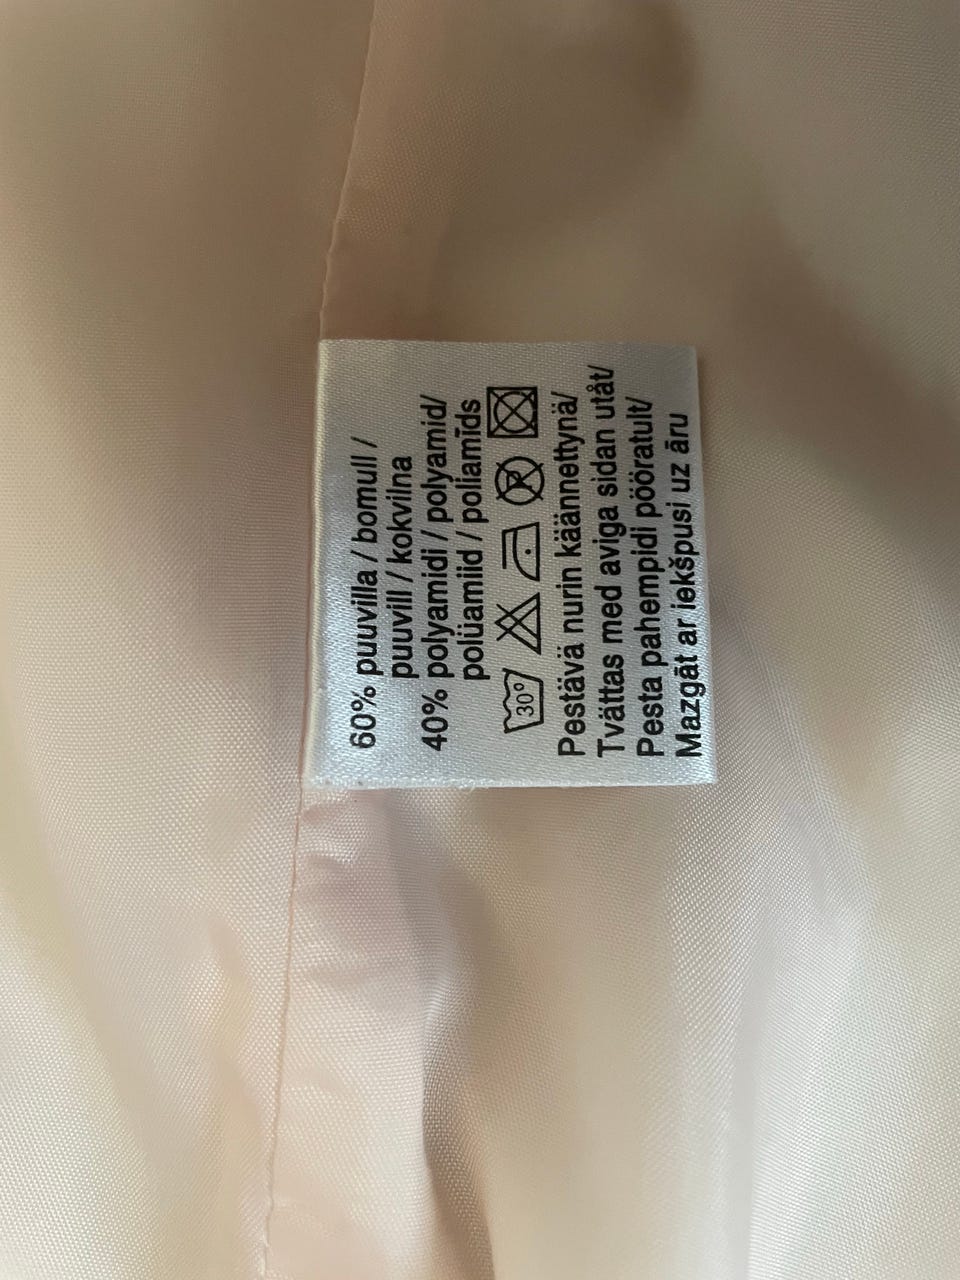 60% puuvilla / bomull /
puuvill / kokvilna
40% polyamidi / polyamid/
polüamiid / poliamīds
30°
P
Pestävä nurin käännettynä/
Tvättas med aviga sidan utåt/
Pesta pahempidi pööratult/
Mazgāt ar iekšpusi uz āru